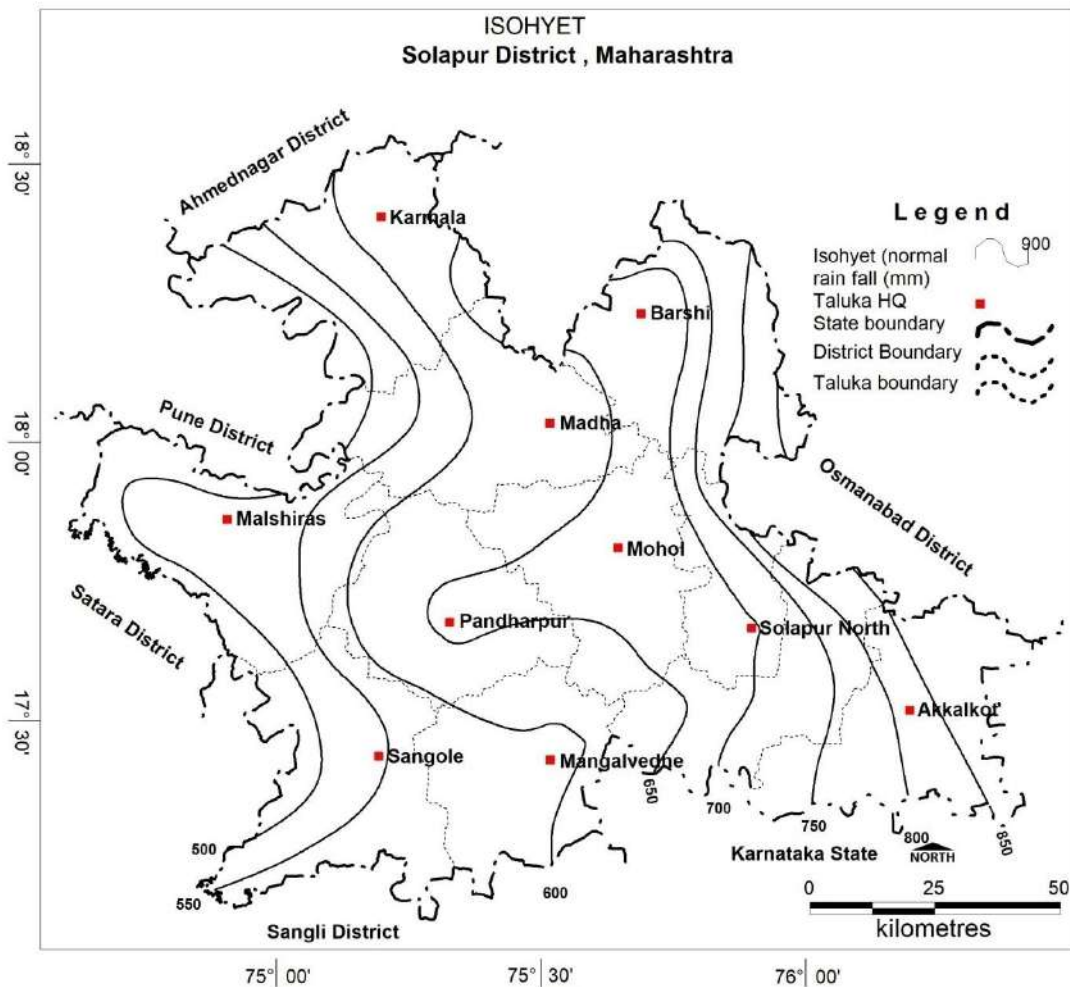 ISOHYET
Solapur District , Maharashtra
18° 30'
Ahmednagar District
Karmala
Legend
900
Isohyet (normal
rain fall (mm)
Taluka HQ
State boundary
District Boundary
Taluka boundary
Barshi
Pune District
Madha
18° 00'
Osmanabad District
Malshiras
Mohol
Satara District
Pandharpur
Solapur North
17° 30'
Akkalkot
Sangole
Mangalvedhe
650
700
750
800
850
500
550
600
Karnataka State
NORTH
0 25 50
kilometres
Sangli District
75° 00' 75° 30' 76° 00'